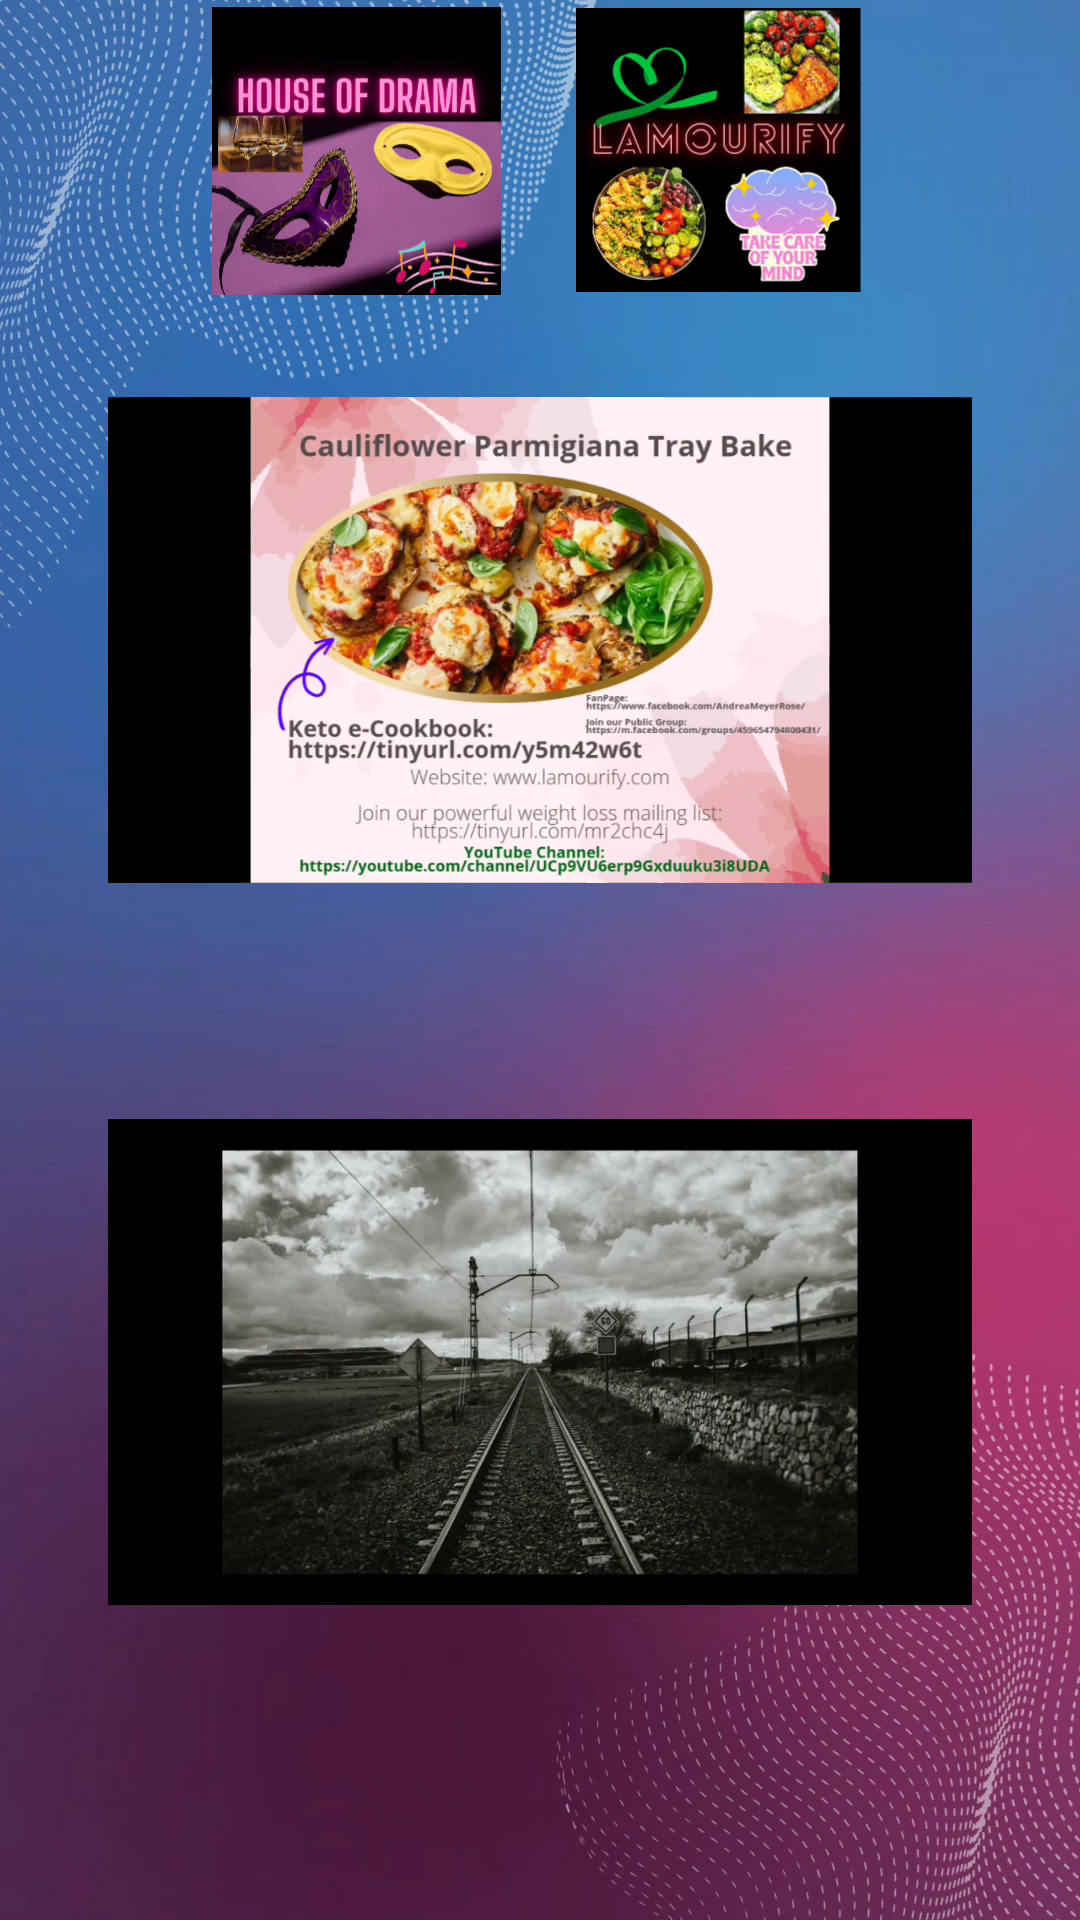 HOUSE OF DRAMA
LAMOURIFY
TAKE CARE
OF YOUR
MIND
Cauliflower Parmigiana Tray Bake
FanPage:
https://www.facebook.com/AndreaMeyerRose/
Join our Public Group:
https://m.facebook.com/groups/459654794800431/
Keto e-Cookbook:
https://tinyurl.com/y5m42w6t
Website: www.lamourify.com
Join our powerful weight loss mailing list:
https://tinyurl.com/mr2chc4j
YouTube Channel:
https://youtube.com/channel/UCp9VU6erp9Gxduuku3i8UDA
60